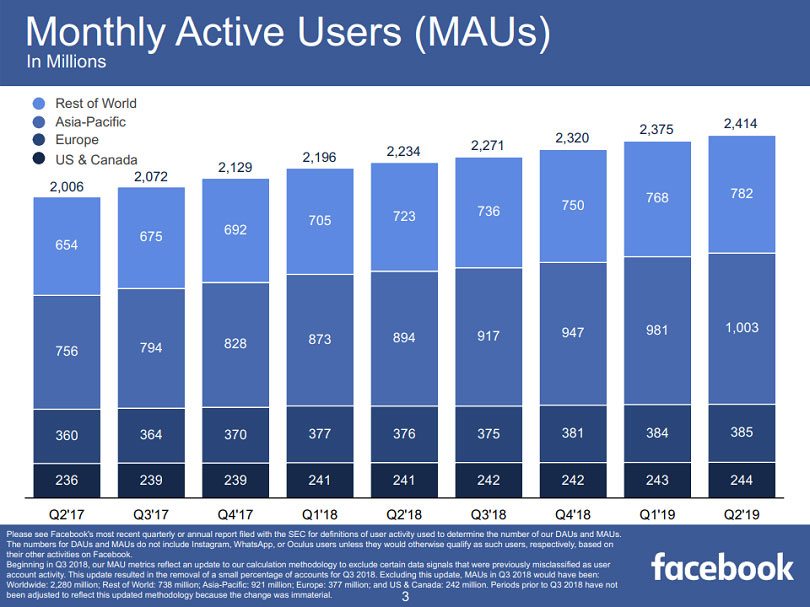 Monthly Active Users (MAUs)
In Millions
Rest of World
Asia-Pacific
Europe
US & Canada
2,006
2,072
2,129
2,196
2,234
2,271
2,320
2,375
2,414
654
675
692
705
723
736
750
768
782
756
794
828
873
894
917
947
981
1,003
360
364
370
377
376
375
381
384
385
236
239
239
241
241
242
242
243
244
Q2'17
Q3'17
Q4'17
Q1'18
Q2'18
Q3'18
Q4'18
Q1'19
Q2'19
Please see Facebook's most recent quarterly or annual report filed with the SEC for definitions of user activity used to determine the number of our DAUs and MAUs.
The numbers for DAUs and MAUs do not include Instagram, WhatsApp, or Oculus users unless they would otherwise qualify as such users, respectively, based on
their other activities on Facebook.
Beginning in Q3 2018, our MAU metrics reflect an update to our calculation methodology to exclude certain data signals that were previously misclassified as user
account activity. This update resulted in the removal of a small percentage of accounts for Q3 2018. Excluding this update, MAUs in Q3 2018 would have been:
Worldwide: 2,280 million; Rest of World: 738 million; Asia-Pacific: 921 million; Europe: 377 million; and US & Canada: 242 million. Periods prior to Q3 2018 have not
been adjusted to reflect this updated methodology because the change was immaterial.
3
facebook